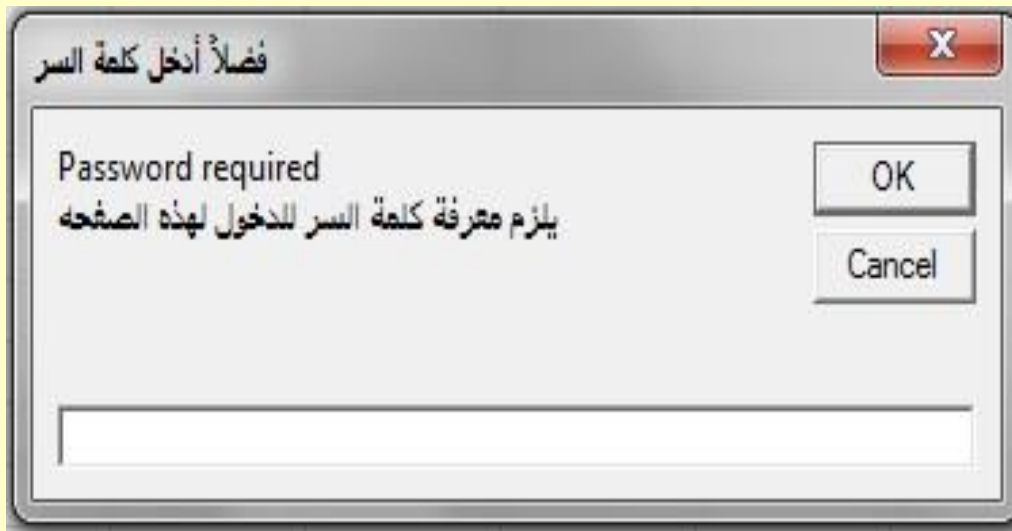 فضلاً أدخل كلمة السر
X
Password required
يلزم معرفة كلمة السر للدخول لهذه الصفحه
OK
Cancel